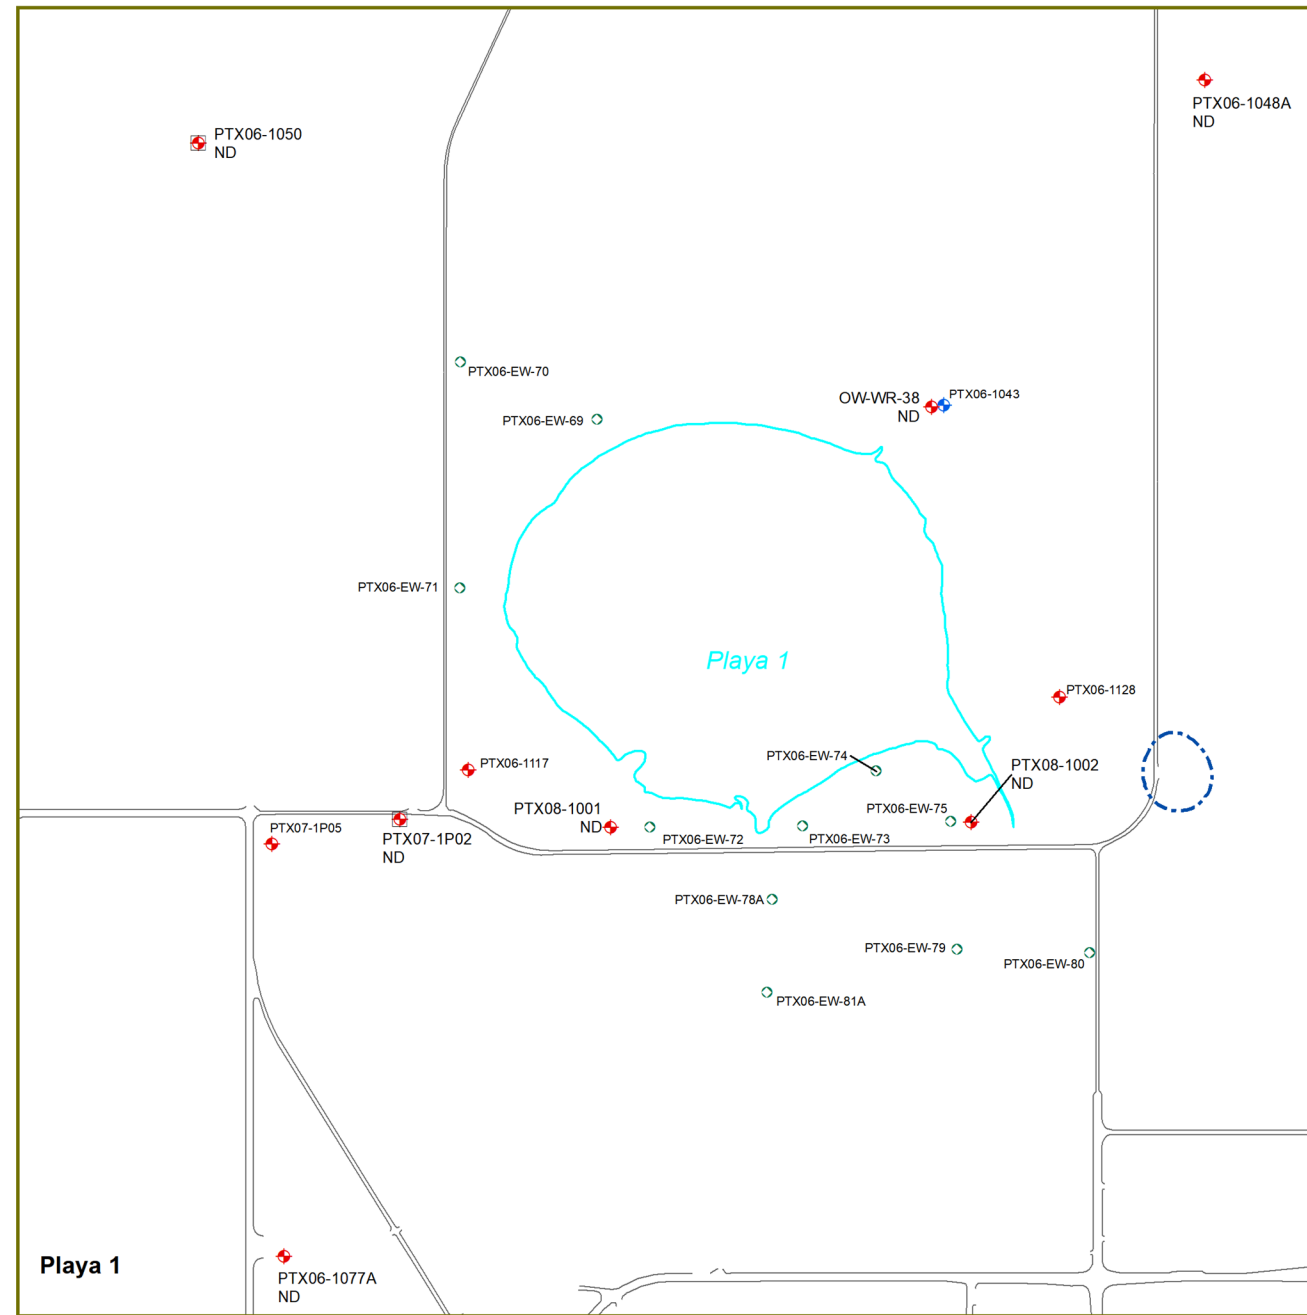 PTX06-1048A
ND
PTX06-1050
ND
PTX06-EW-70
OW-WR-38
ND
PTX06-1043
PTX06-EW-69
PTX06-EW-71
Playa 1
PTX06-1128
PTX06-EW-74
PTX06-1117
PTX08-1002
ND
PTX08-1001
ND
PTX06-EW-75
PTX07-1P05
PTX07-1P02
ND
PTX06-EW-72
PTX06-EW-73
PTX06-EW-78A
PTX06-EW-79
PTX06-EW-80
PTX06-EW-81A
Playa 1
PTX06-1077A
ND